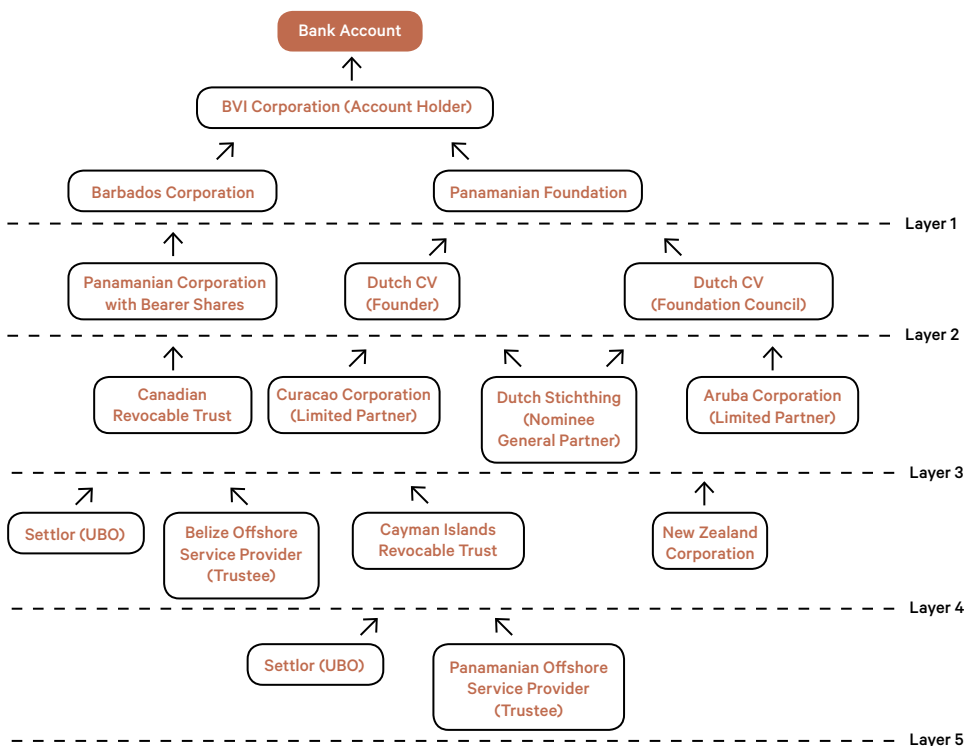 Bank Account
BVI Corporation (Account Holder)
Barbados Corporation
Panamanian Foundation
Layer 1
Panamanian Corporation
with Bearer Shares
Dutch CV
(Founder)
Dutch CV
(Foundation Council)
Layer 2
Canadian
Revocable Trust
Curacao Corporation
(Limited Partner)
Dutch Stichthing
(Nominee
General Partner)
Aruba Corporation
(Limited Partner)
Layer 3
Settlor (UBO)
Belize Offshore
Service Provider
(Trustee)
Cayman Islands
Revocable Trust
New Zealand
Corporation
Layer 4
Settlor (UBO)
Panamanian Offshore
Service Provider
(Trustee)
Layer 5